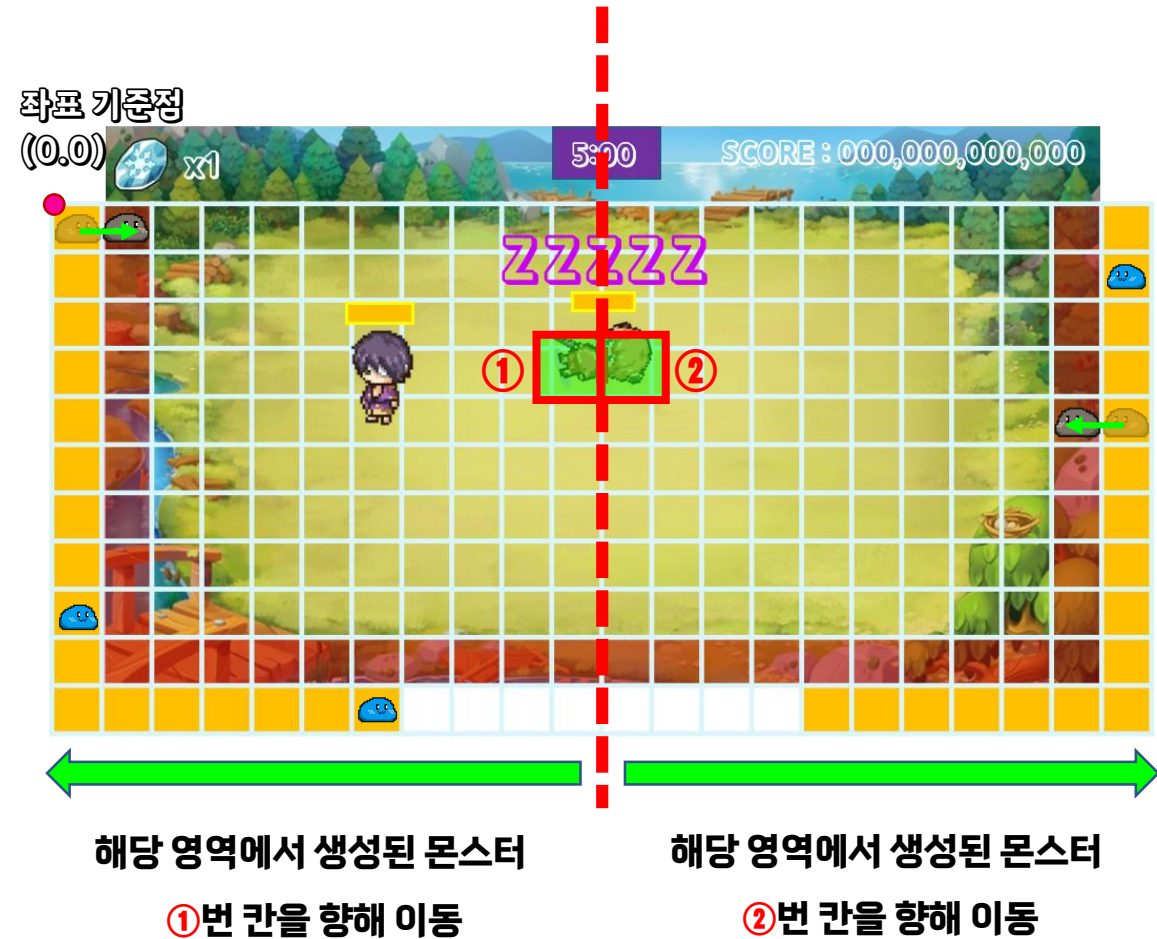 좌표 기준점
(0.0)
x1
5:00
SCORE : 000,000,000,000
ZZZZZ
①
②
해당 영역에서 생성된 몬스터
①번 칸을 향해 이동
해당 영역에서 생성된 몬스터
②번 칸을 향해 이동